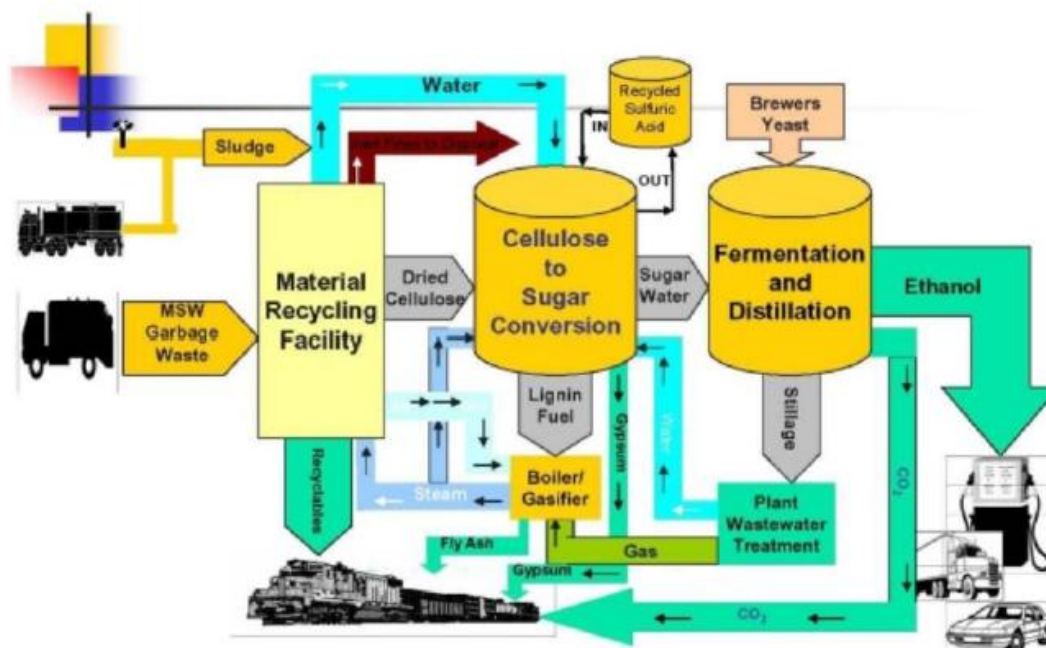 Water
Recycled
Sulfuric
Acid
Brewers
Yeast
IN
Sludge
OUT
Material
Recycling
Facility
Dried
Cellulose
Cellulose
to
Sugar
Conversion
Sugar
Water
Fermentation
and
Distillation
Ethanol
MSW
Garbage
Waste
Lignin
Fuel
Gypsum
Water
Stillage
CO2
Recyclables
Steam
Boiler/
Gasifier
Plant
Wastewater
Treatment
Fly Ash
Gas
Gypsum
CO2